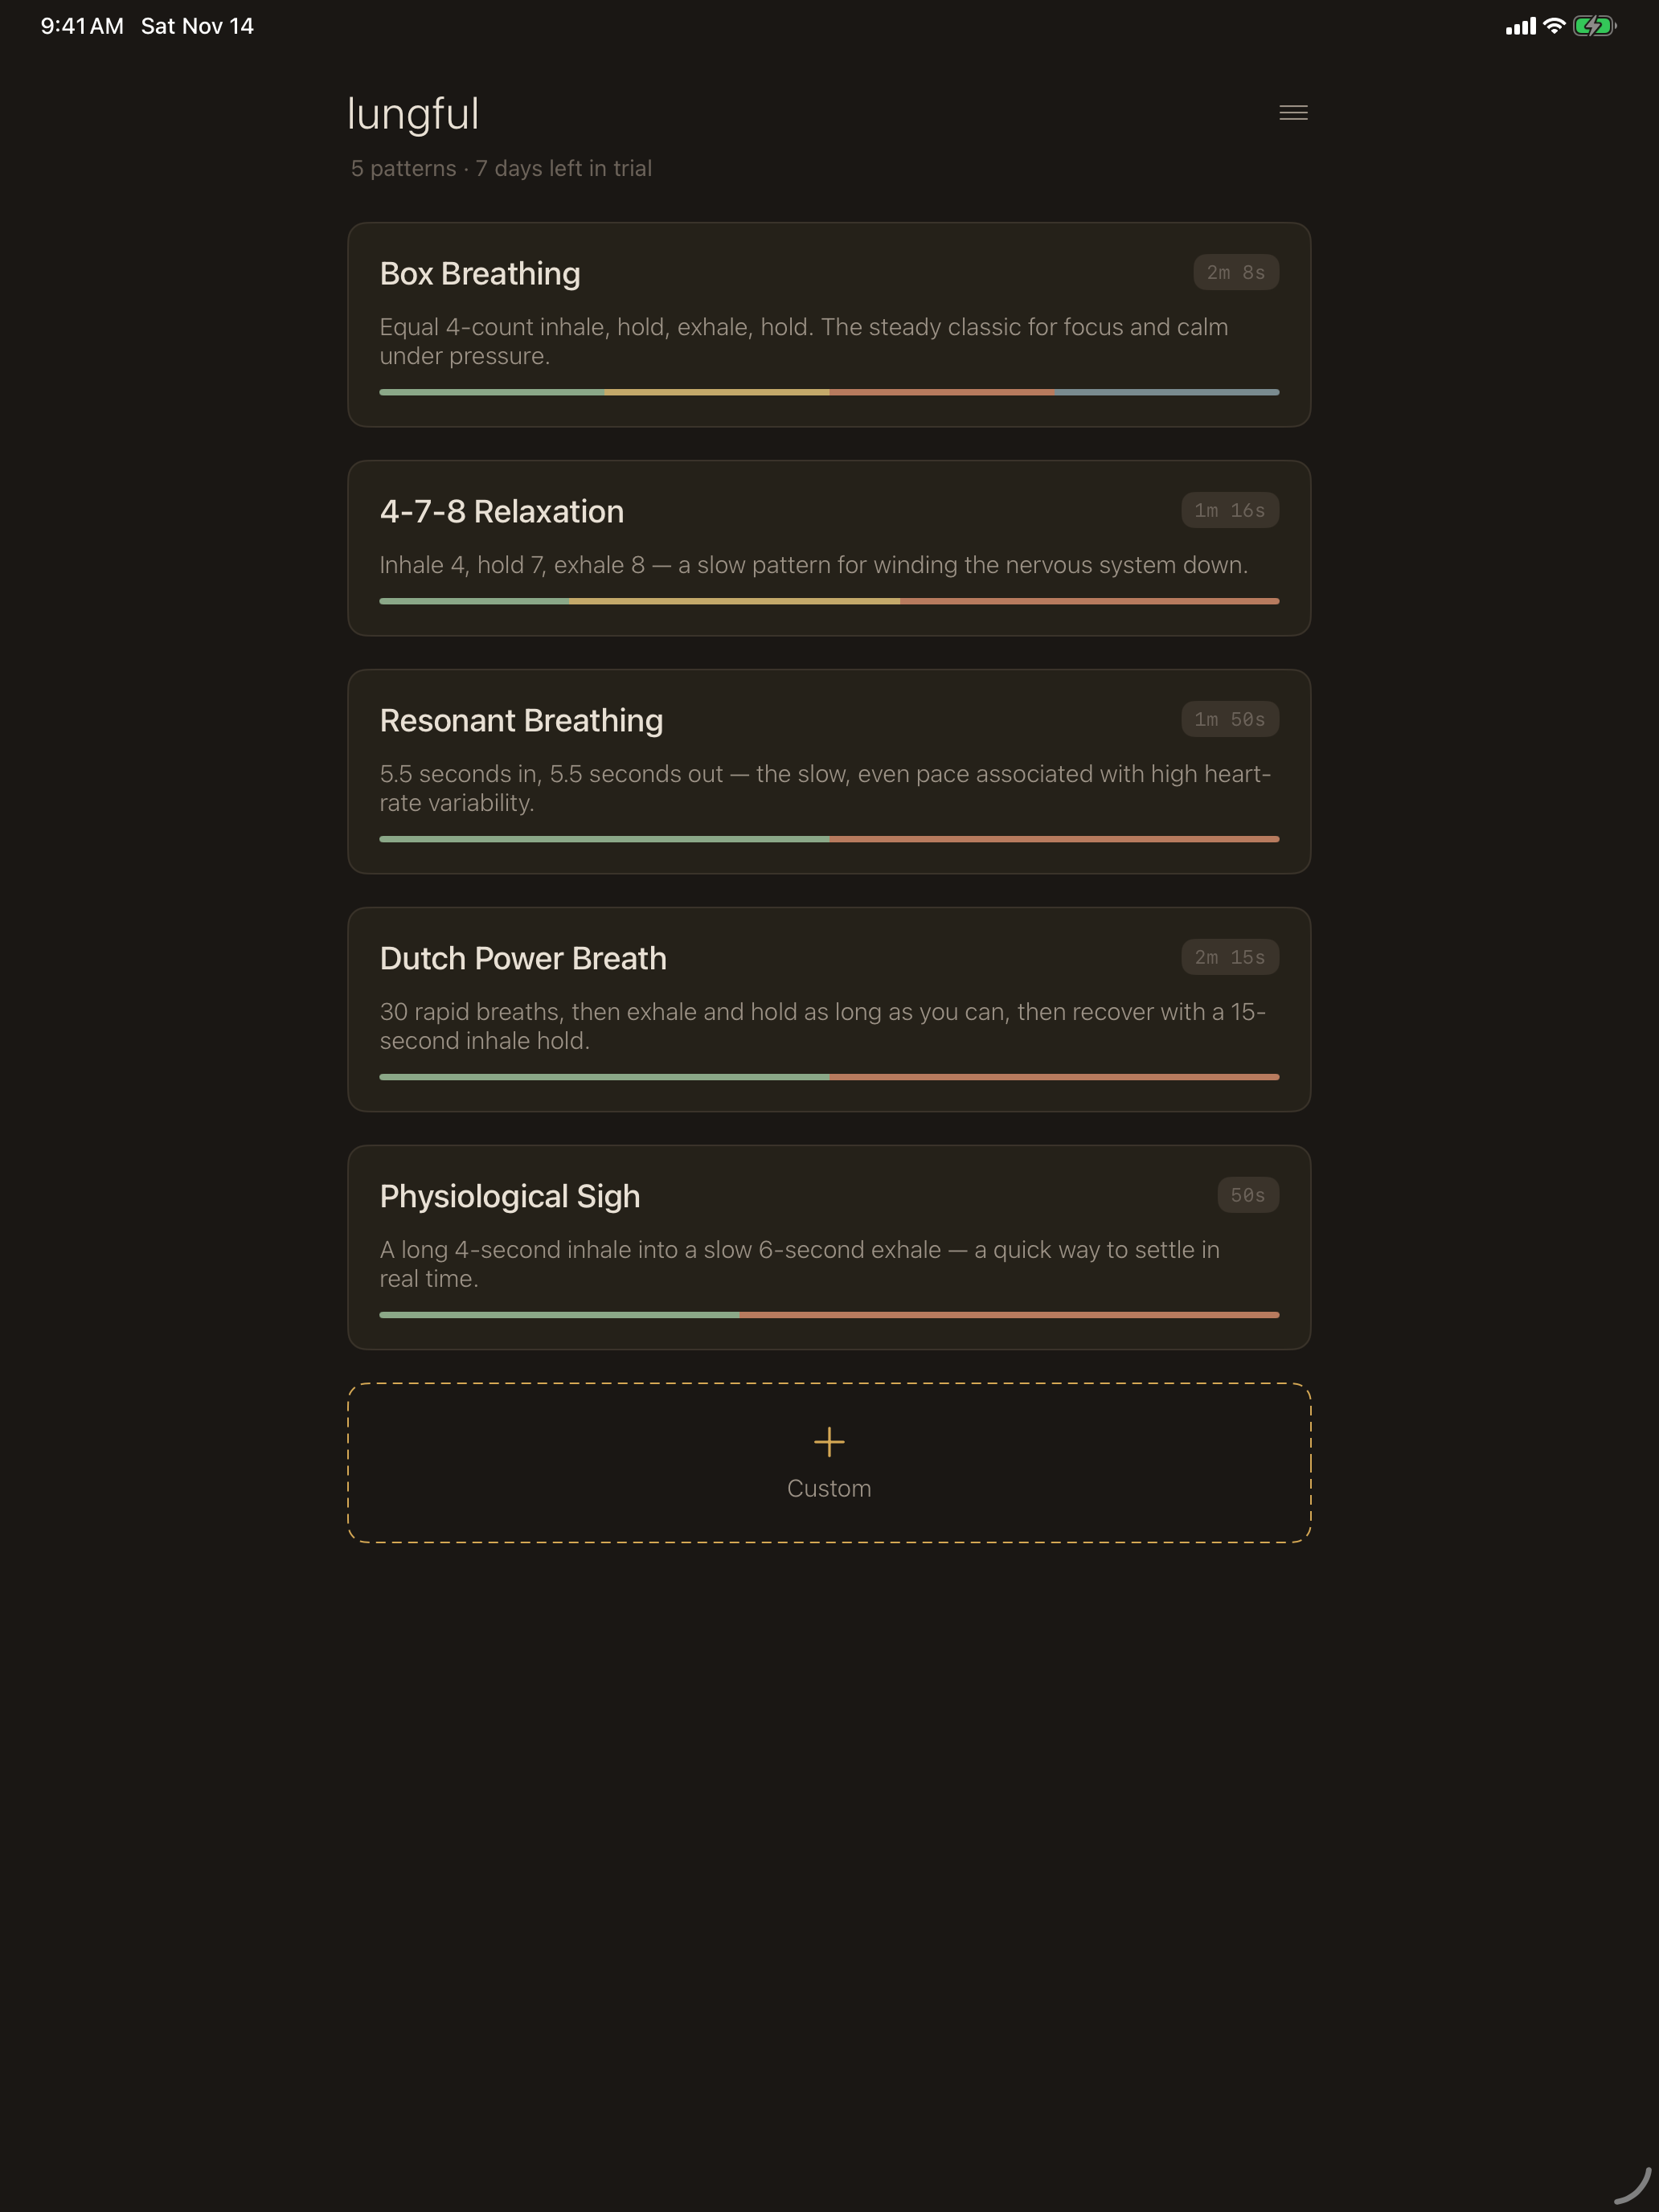 9:41 AM Sat Nov 14
lungful
5 patterns · 7 days left in trial
Box Breathing
2m 8s
Equal 4-count inhale, hold, exhale, hold. The steady classic for focus and calm
under pressure.
4-7-8 Relaxation
1m 16s
Inhale 4, hold 7, exhale 8 — a slow pattern for winding the nervous system down.
Resonant Breathing
1m 50s
5.5 seconds in, 5.5 seconds out — the slow, even pace associated with high heart-
rate variability.
Dutch Power Breath
2m 15s
30 rapid breaths, then exhale and hold as long as you can, then recover with a 15-
second inhale hold.
Physiological Sigh
50s
A long 4-second inhale into a slow 6-second exhale — a quick way to settle in
real time.
Custom